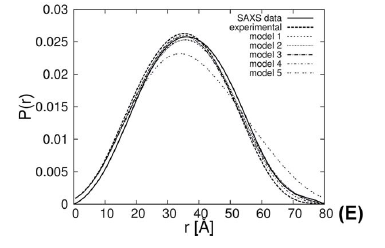 0.03
0.025
0.02
0.015
0.01
0.005
0
P(r)
SAXS data
experimental
model 1
model 2
model 3
model 4
model 5
0 10 20 30 40 50 60 70 80
r [Å]
(E)